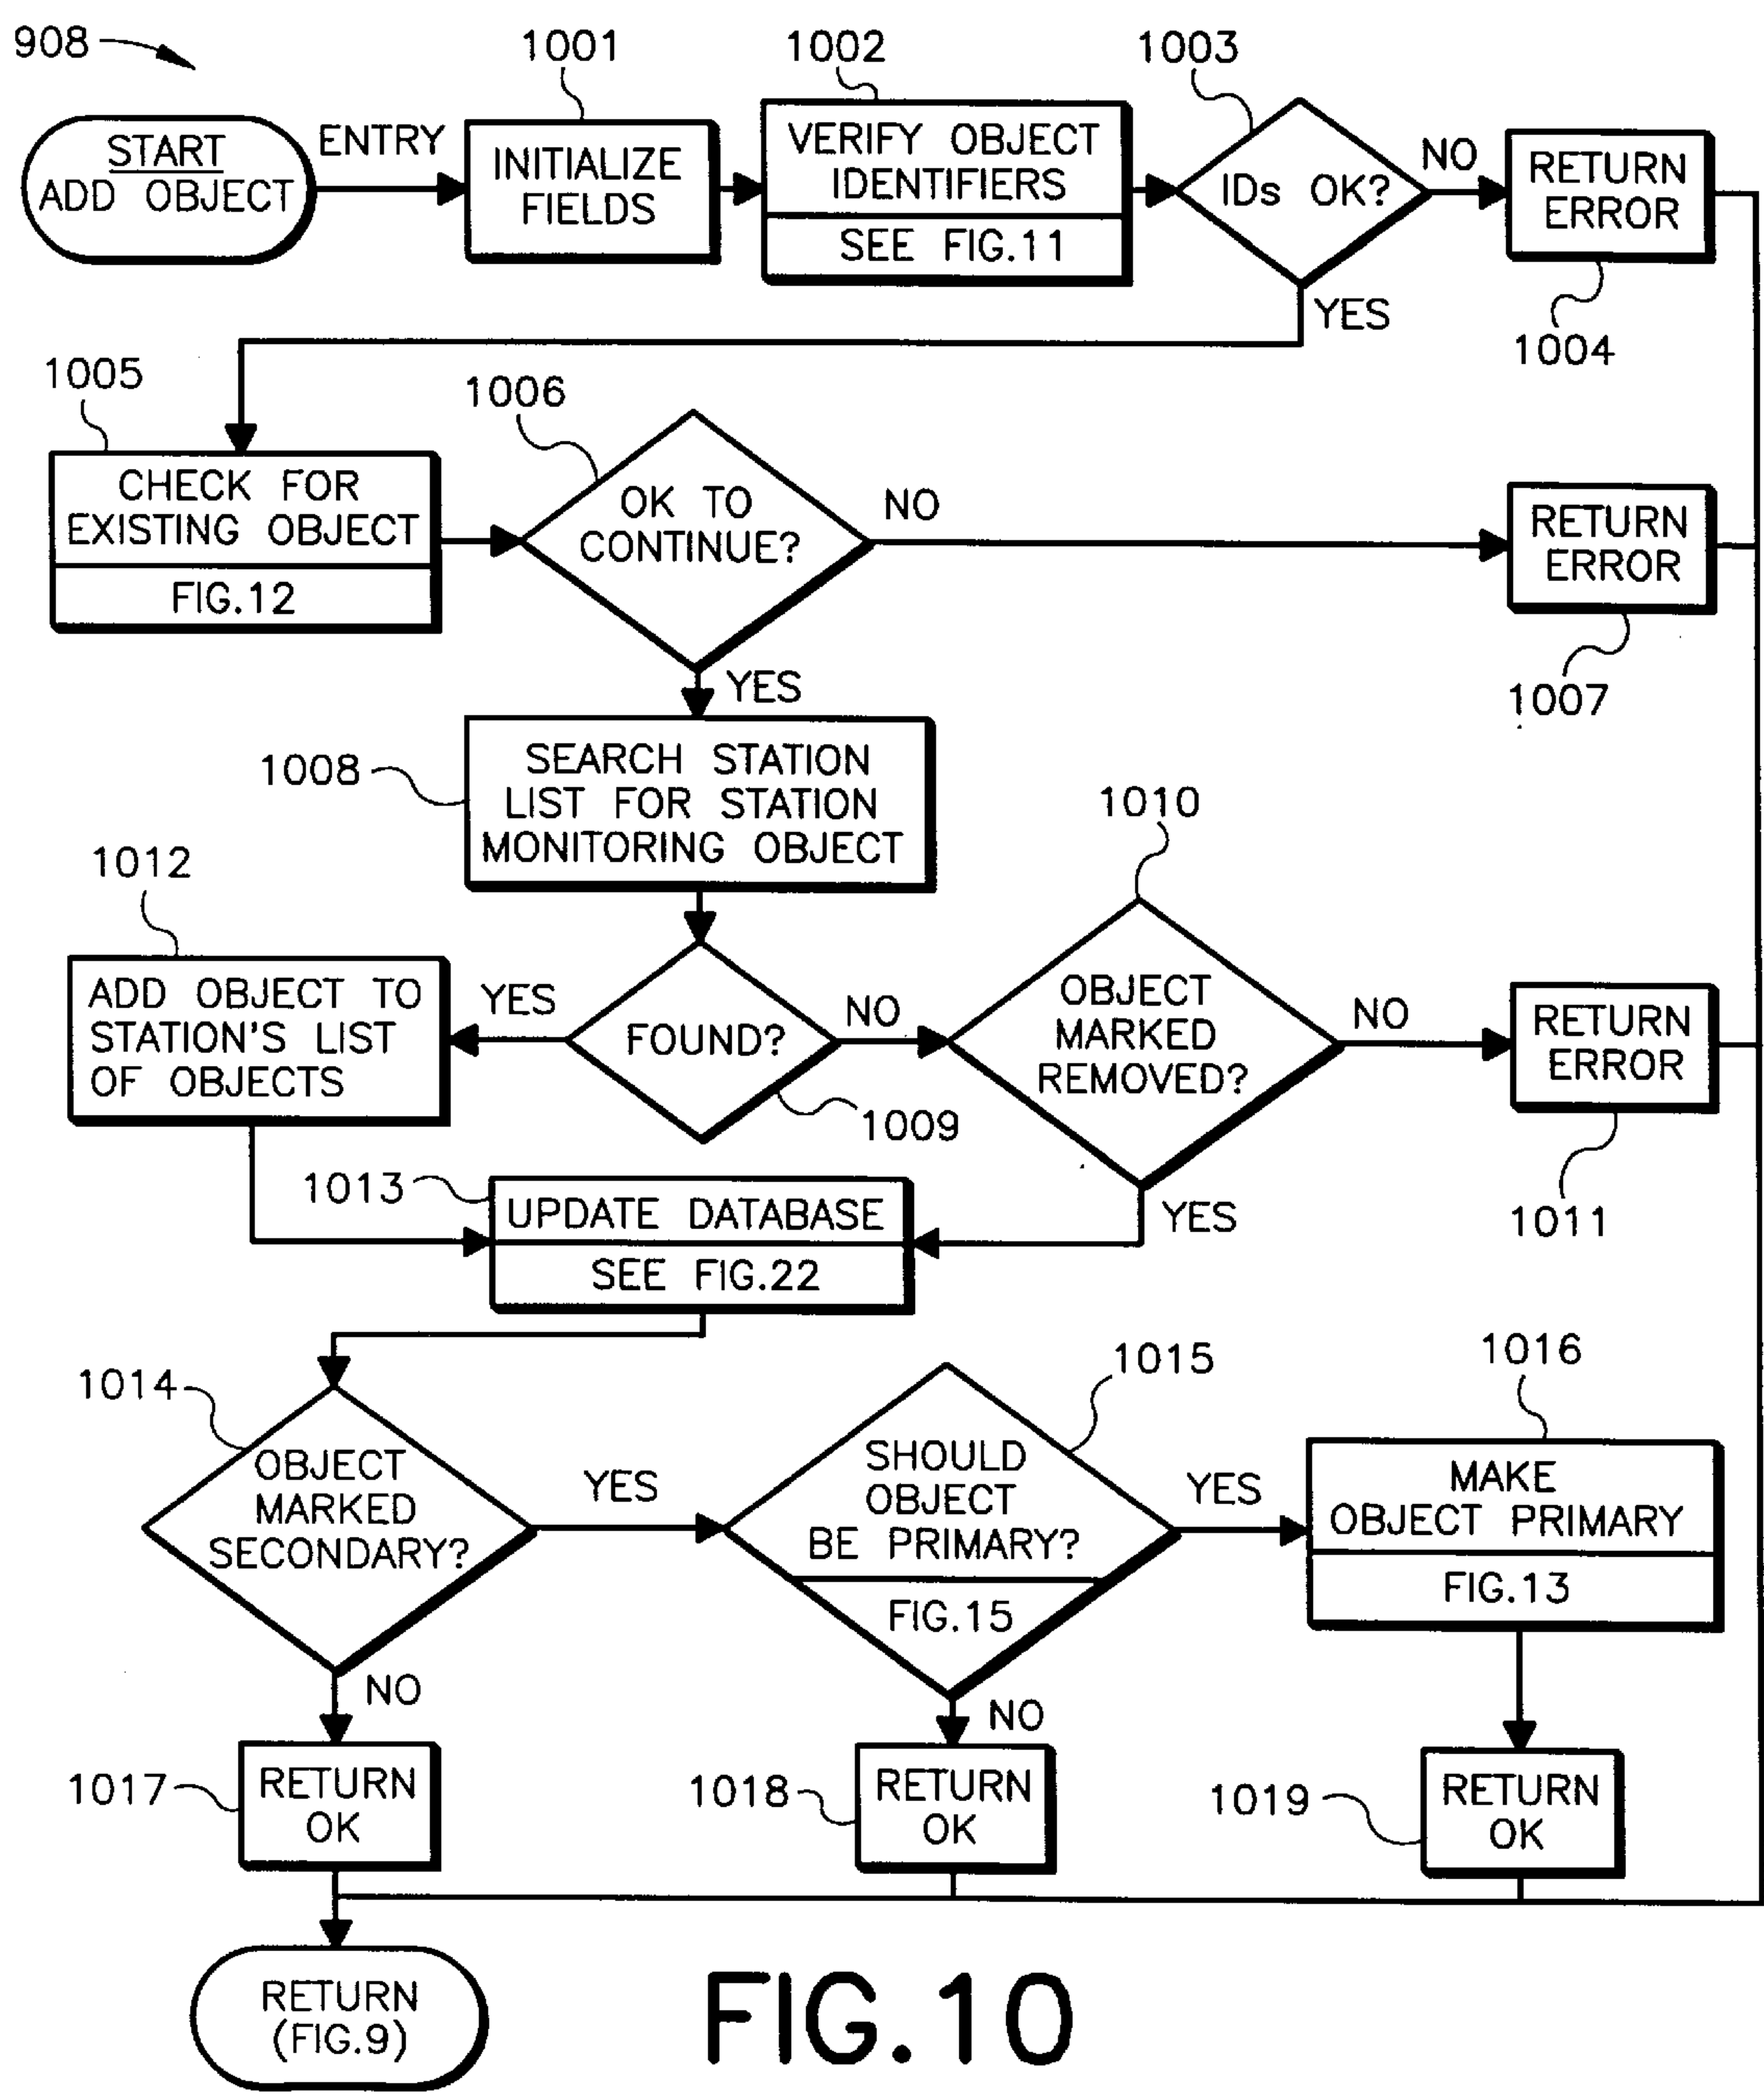 908
1001
1002
1003
START
ADD OBJECT
ENTRY
INITIALIZE
FIELDS
VERIFY OBJECT
IDENTIFIERS
SEE FIG.11
IDs OK?
NO
RETURN
ERROR
YES
1004
1005
1006
CHECK FOR
EXISTING OBJECT
FIG.12
OK TO
CONTINUE?
NO
RETURN
ERROR
YES
1007
1008
SEARCH STATION
LIST FOR STATION
MONITORING OBJECT
1010
1012
ADD OBJECT TO
STATION'S LIST
OF OBJECTS
YES
FOUND?
NO
OBJECT
MARKED
REMOVED?
NO
RETURN
ERROR
1009
1013
UPDATE DATABASE
SEE FIG.22
YES
1011
1014
1015
1016
OBJECT
MARKED
SECONDARY?
YES
SHOULD
OBJECT
BE PRIMARY?
FIG.15
YES
MAKE
OBJECT PRIMARY
FIG.13
NO
NO
1017
RETURN
OK
1018
RETURN
OK
1019
RETURN
OK
RETURN
(FIG.9)
FIG.10